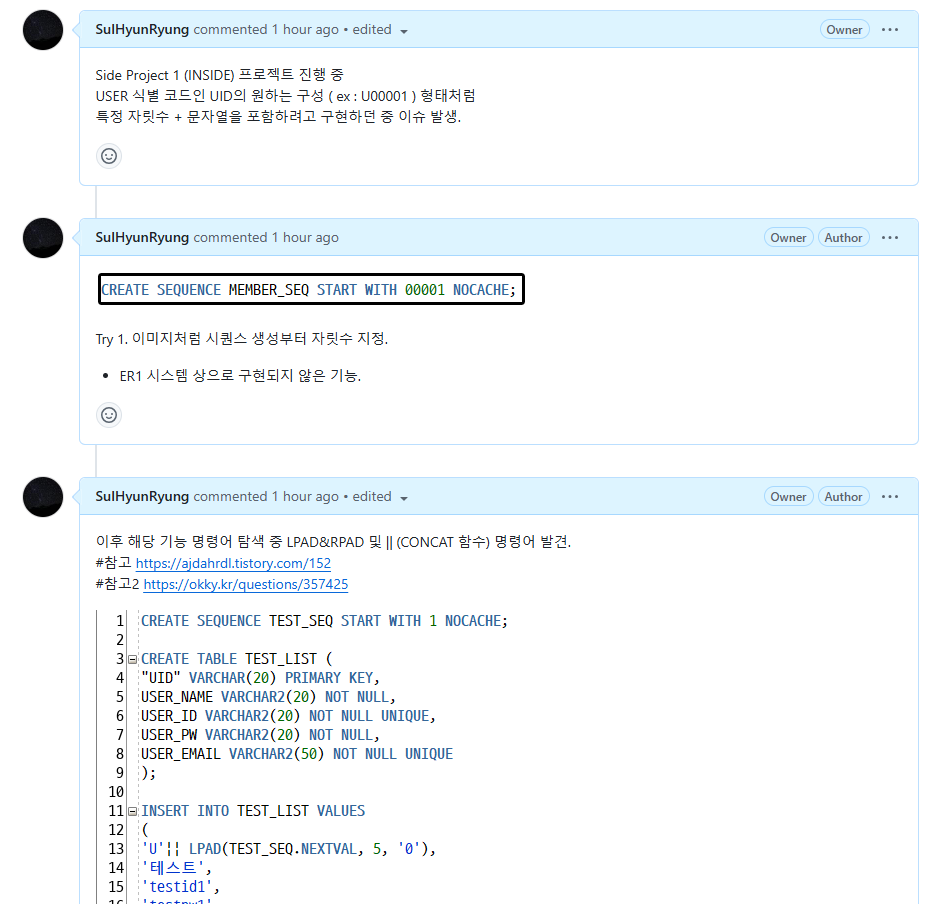 SulHyunRyung commented 1 hour ago • edited
Owner
Side Project 1 (INSIDE) 프로젝트 진행 중
USER 식별 코드인 UID의 원하는 구성 ( ex : U00001 ) 형태처럼
특정 자릿수 + 문자열을 포함하려고 구현하던 중 이슈 발생.
SulHyunRyung commented 1 hour ago
Owner Author
CREATE SEQUENCE MEMBER_SEQ START WITH 00001 NOCACHE;
Try 1. 이미지처럼 시퀀스 생성부터 자릿수 지정.
• ER1 시스템 상으로 구현되지 않은 기능.
SulHyunRyung commented 1 hour ago • edited
Owner Author
이후 해당 기능 명령어 탐색 중 LPAD&RPAD 및 || (CONCAT 함수) 명령어 발견.
#참고 https://ajdahrdl.tistory.com/152
#참고2 https://okky.kr/questions/357425
1 CREATE SEQUENCE TEST_SEQ START WITH 1 NOCACHE;
2
3 CREATE TABLE TEST_LIST (
4 "UID" VARCHAR(20) PRIMARY KEY,
5 USER_NAME VARCHAR2(20) NOT NULL,
6 USER_ID VARCHAR2(20) NOT NULL UNIQUE,
7 USER_PW VARCHAR2(20) NOT NULL,
8 USER_EMAIL VARCHAR2(50) NOT NULL UNIQUE
9 );
10
11 INSERT INTO TEST_LIST VALUES
12 (
13 'U'|| LPAD(TEST_SEQ.NEXTVAL, 5, '0'),
14 '테스트',
15 'testid1',
16 'testpw1'